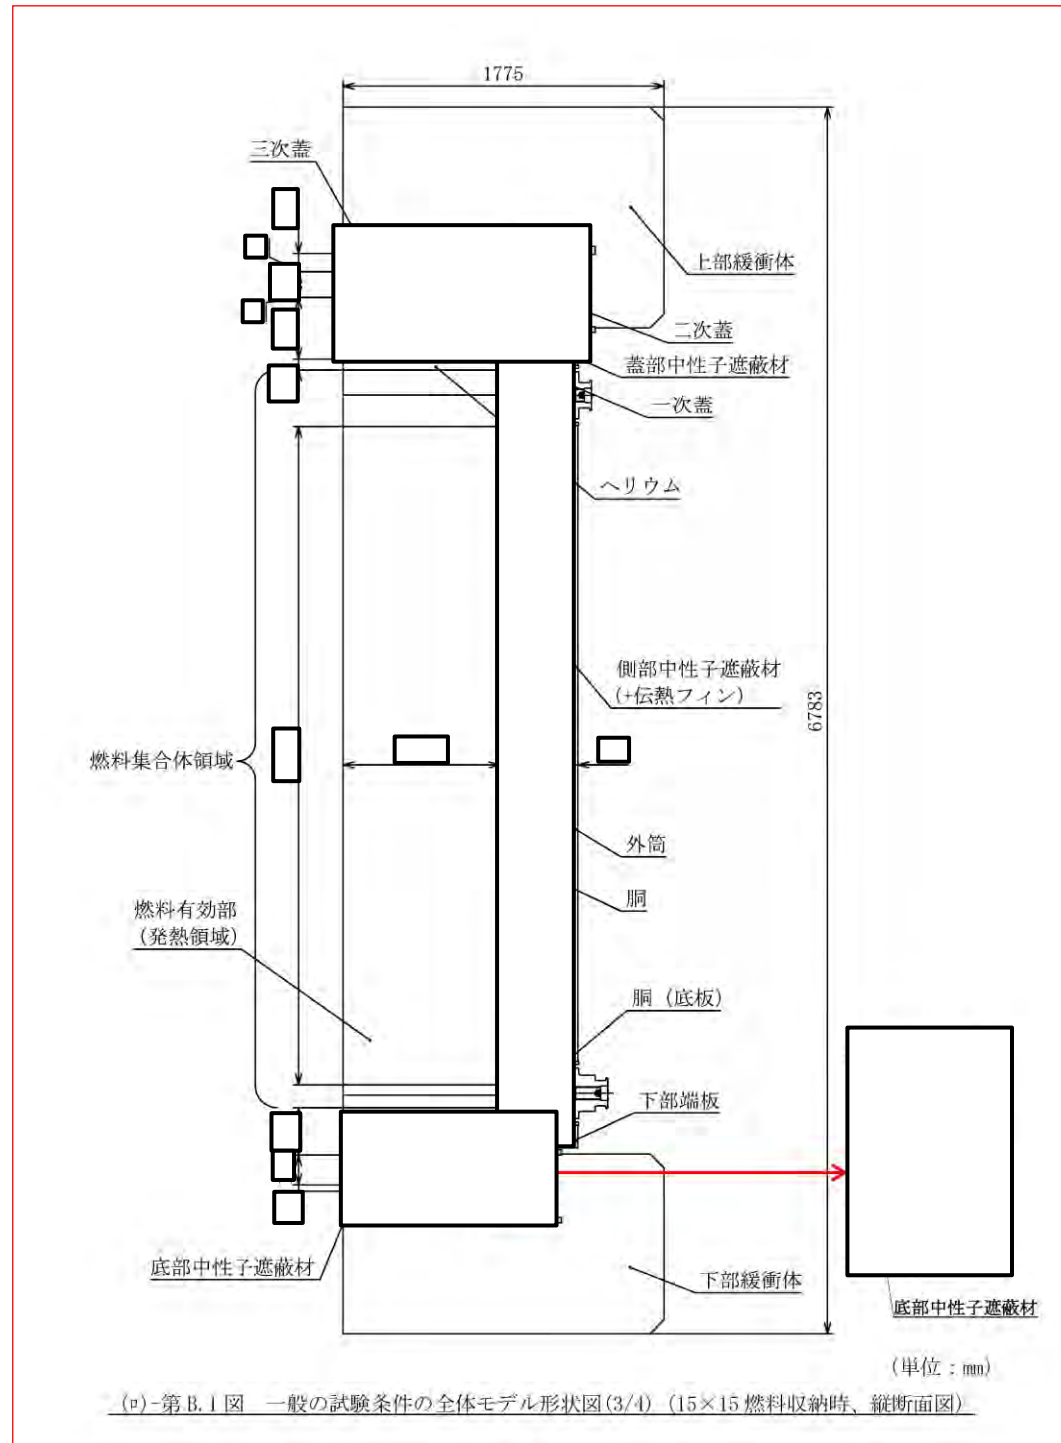 1775
三次蓋
上部緩衝体
二次蓋
蓋部中性子遮蔽材
一次蓋
ヘリウム
側部中性子遮蔽材
(+伝熱フィン)
6783
燃料集合体領域
外筒
胴
燃料有効部
(発熱領域)
胴 (底板)
下部端板
底部中性子遮蔽材
下部緩衝体
底部中性子遮蔽材
(単位：mm)
(ロ)-第B.1図 一般の試験条件の全体モデル形状図(3/4) (15×15燃料収納時、縦断面図)